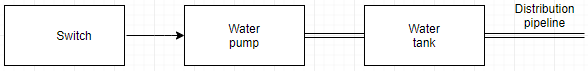 Switch
Water
pump
Water
tank
Distribution
pipeline